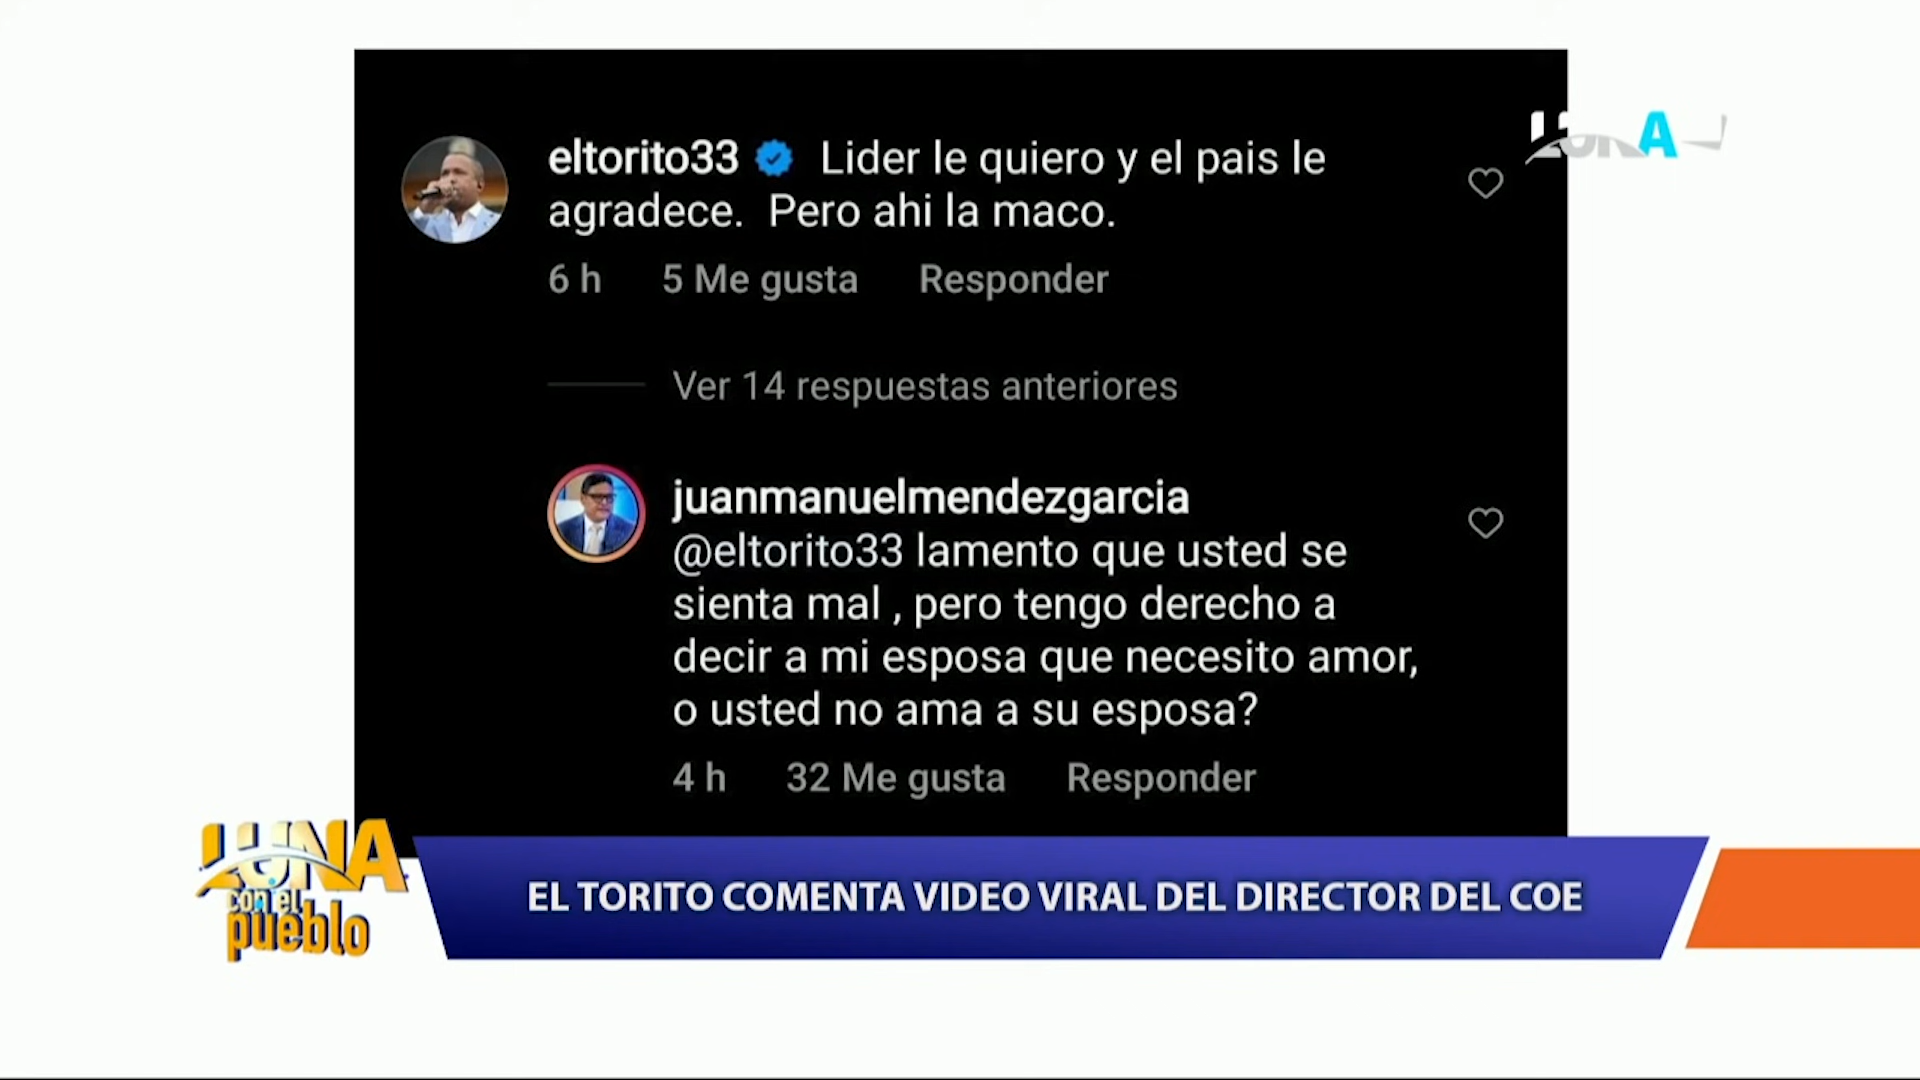 eltorito33 Lider le quiero y el pais le
agradece. Pero ahi la maco.
6 h 5 Me gusta Responder
Ver 14 respuestas anteriores
juanmanuelmendezgarcia
@eltorito33 lamento que usted se
sienta mal , pero tengo derecho a
decir a mi esposa que necesito amor,
o usted no ama a su esposa?
4 h 32 Me gusta Responder
LUNA
LUNA
con el
pueblo
EL TORITO COMENTA VIDEO VIRAL DEL DIRECTOR DEL COE